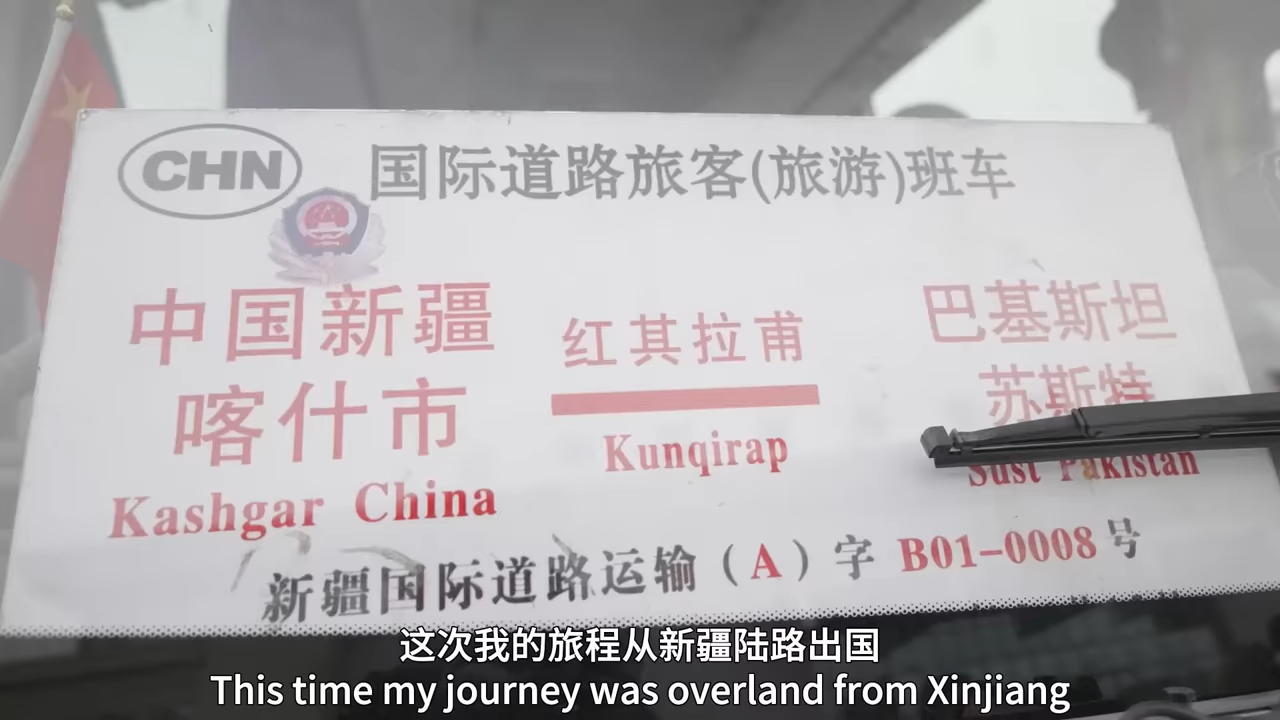 CHN 国际道路旅客(旅游)班车
中国新疆 红其拉甫 巴基斯坦
喀什市 苏斯特
Kunqirap
Kashgar China Sust Pakistan
新疆国际道路运输(A)字 B01-0008号
这次我的旅程从新疆陆路出国
This time my journey was overland from Xinjiang